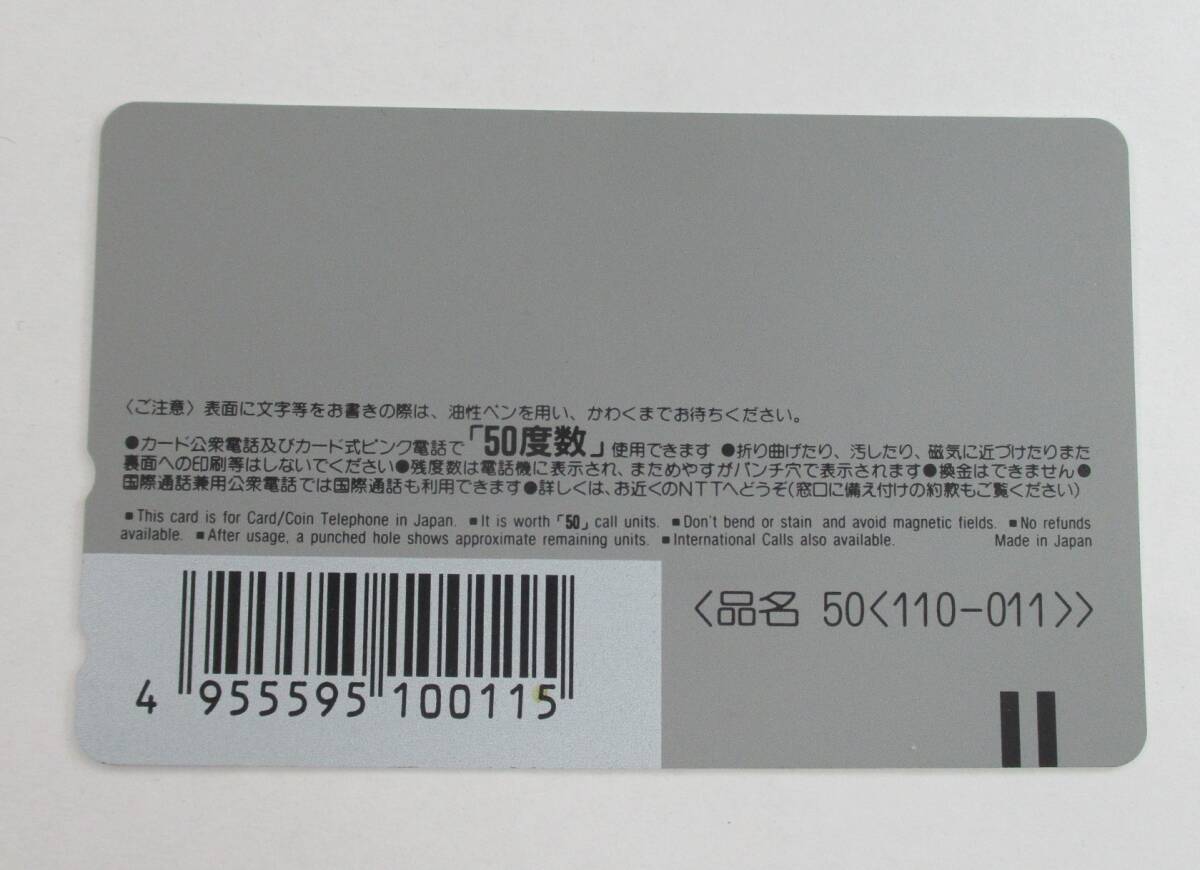 〈ご注意〉表面に文字等をお書きの際は、油性ペンを用い、かわくまでお待ちください。
●カード公衆電話及びカード式ピンク電話で「50度数」使用できます ●折り曲げたり、汚したり、磁気に近づけたりまた
裏面への印刷等はしないでください●残度数は電話機に表示され、まためやすがパンチ穴で表示されます●換金はできません●
国際通話兼用公衆電話では国際通話も利用できます●詳しくは、お近くのNTTへどうぞ(窓口に備え付けの約款もご覧ください)
■This card is for Card/Coin Telephone in Japan. ■It is worth「50」call units. ■Don't bend or stain and avoid magnetic fields. ■No refunds
available. ■After usage, a punched hole shows approximate remaining units. ■International Calls also available. Made in Japan
〈品名 50〈110-011〉〉
4 955595 100115